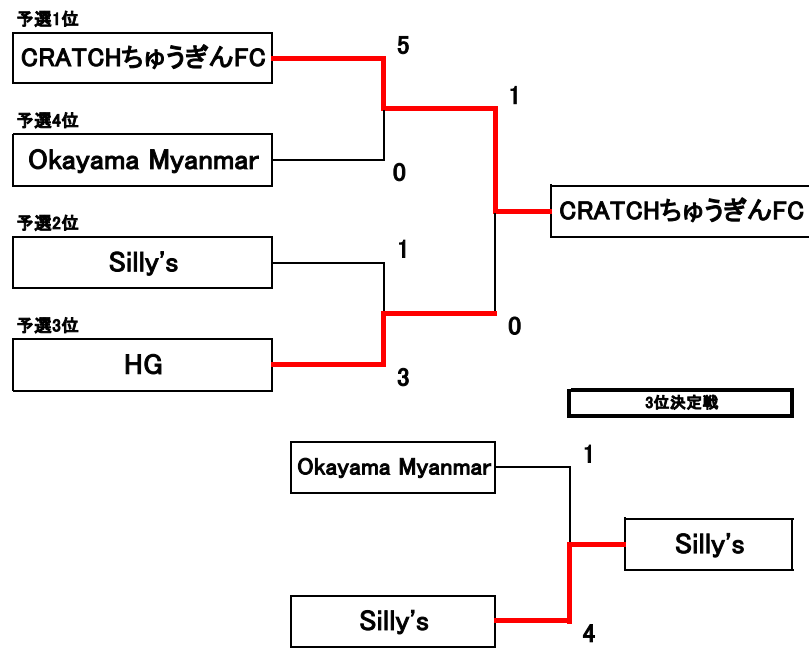 予選1位
CRATCHちゅうぎんFC
5
1
予選4位
Okayama Myanmar
0
CRATCHちゅうぎんFC
予選2位
Silly's
1
予選3位
HG
3
0
3位決定戦
Okayama Myanmar
1
Silly's
Silly's
4